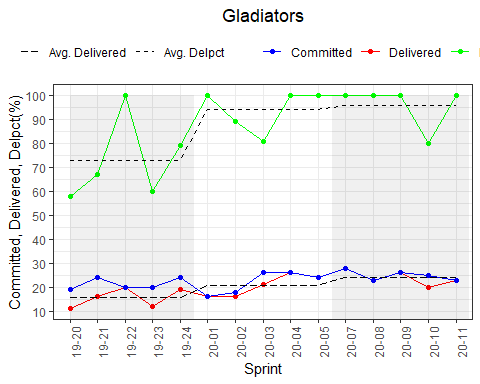 Gladiators
Avg. Delivered Avg. Delpct Committed Delivered
Committed, Delivered, Delpct(%)
100
90
80
70
60
50
40
30
20
10
19-20 19-21 19-22 19-23 19-24 20-01 20-02 20-03 20-04 20-05 20-06 20-07 20-08 20-09 20-10 20-11
Sprint